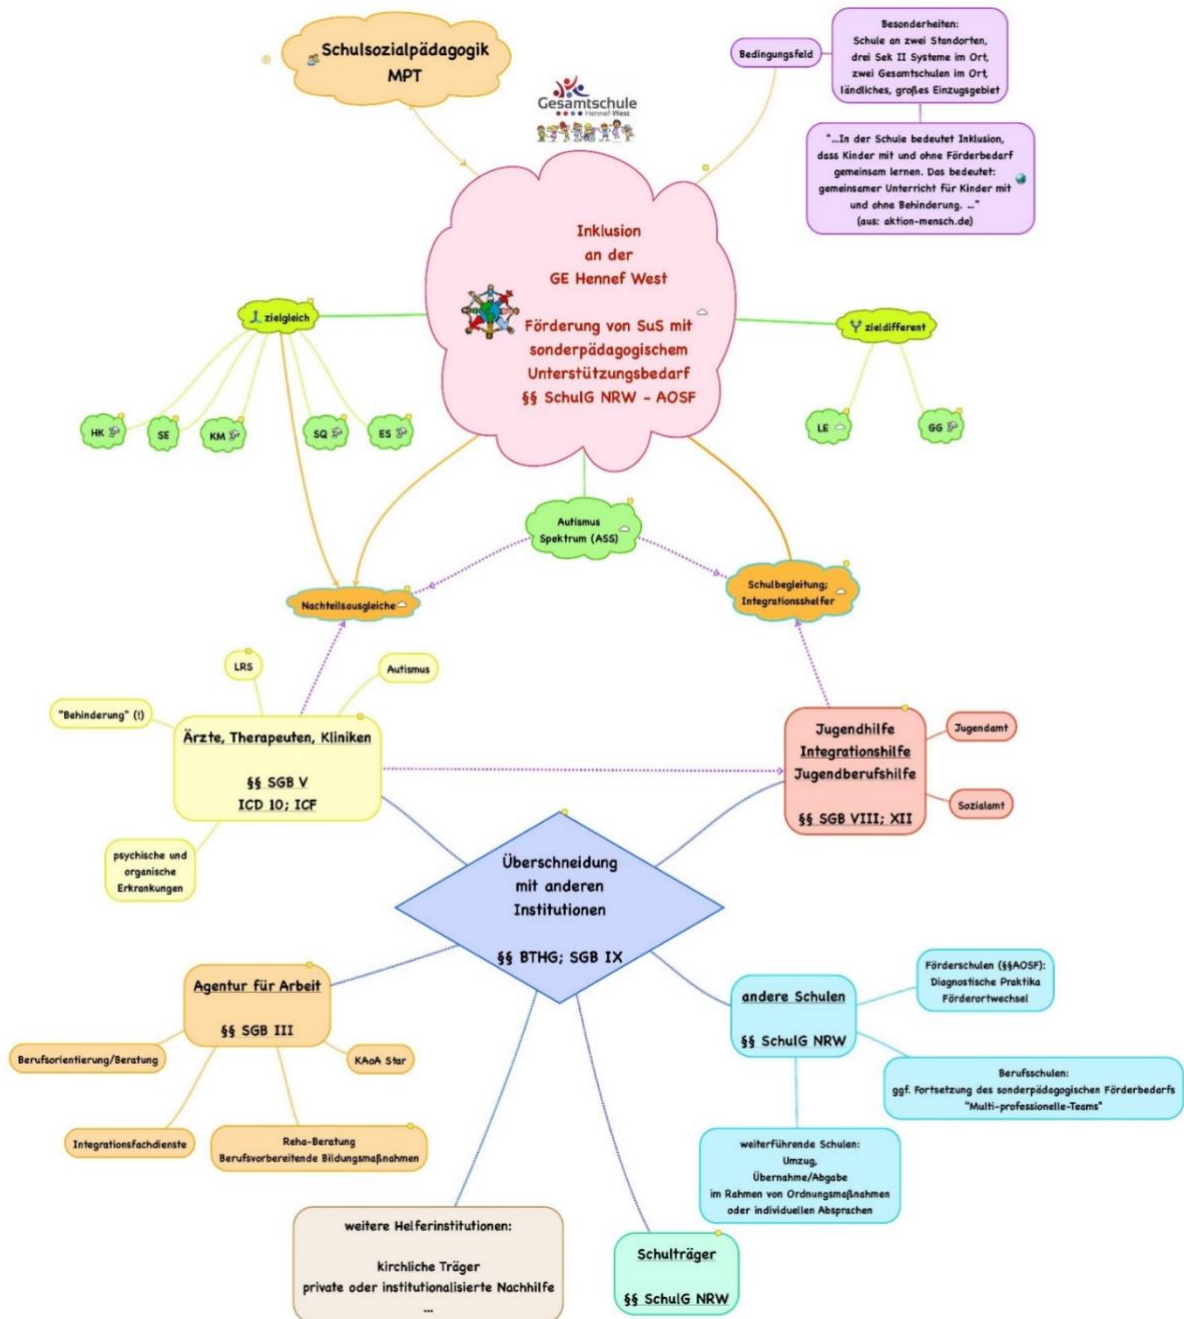 Schulsozialpädagogik
MPT
Gesamtschule
Hennef-West
Bedingungsfeld
Besonderheiten:
Schule an zwei Standorten,
drei Sek II Systeme im Ort,
zwei Gesamtschulen im Ort,
ländliches, großes Einzugsgebiet
"...In der Schule bedeutet Inklusion,
dass Kinder mit und ohne Förderbedarf
gemeinsam lernen. Das bedeutet:
gemeinsamer Unterricht für Kinder mit
und ohne Behinderung. ..."
(aus: aktion-mensch.de)
Inklusion
an der
GE Hennef West
Förderung von SuS mit
sonderpädagogischem
Unterstützungsbedarf
§§ SchulG NRW - AOSF
zielgleich
HK
SE
KM
SQ
ES
zieldifferent
LE
GG
Autismus
Spektrum (ASS)
Nachteilsausgleiche
Schulbegleitung;
Integrationsshelfer
LRS
Autismus
"Behinderung" (!)
Ärzte, Therapeuten, Kliniken
§§ SGB V
ICD 10; ICF
psychische und
organische
Erkrankungen
Jugendhilfe
Integrationshilfe
Jugendberufshilfe
§§ SGB VIII; XII
Jugendamt
Sozialamt
Überschneidung
mit anderen
Institutionen
§§ BTHG; SGB IX
Agentur für Arbeit
§§ SGB III
Berufsorientierung/Beratung
KAoA Star
Integrationsfachdienste
Reha-Beratung
Berufsvorbereitende Bildungsmaßnahmen
andere Schulen
§§ SchulG NRW
Förderschulen (§§AOSF):
Diagnostische Praktika
Förderortwechsel
Berufsschulen:
ggf. Fortsetzung des sonderpädagogischen Förderbedarfs
"Multi-professionelle-Teams"
weiterführende Schulen:
Umzug,
Übernahme/Abgabe
im Rahmen von Ordnungsmaßnahmen
oder individuellen Absprachen
weitere Helferinstitutionen:
kirchliche Träger
private oder institutionalisierte Nachhilfe
...
Schulträger
§§ SchulG NRW